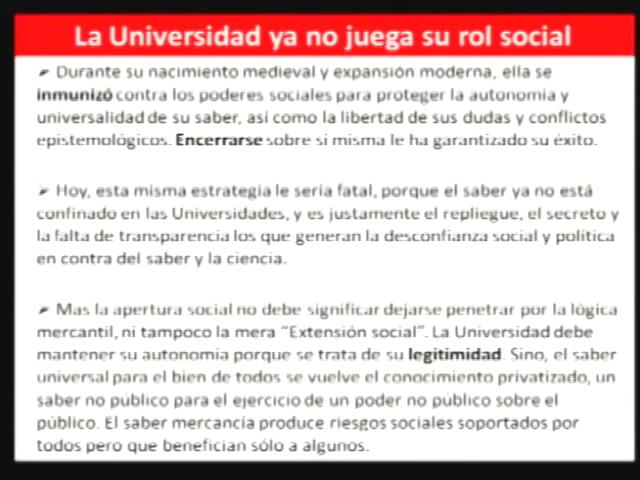 La Universidad ya no juega su rol social
➤ Durante su nacimiento medieval y expansión moderna, ella se
inmunizó contra los poderes sociales para proteger la autonomía y
universalidad de su saber, así como la libertad de sus dudas y conflictos
epistemológicos. Encerrarse sobre si misma le ha garantizado su éxito.
➤ Hoy, esta misma estrategia le sería fatal, porque el saber ya no está
confinado en las Universidades, y es justamente el repliegue, el secreto y
la falta de transparencia los que generan la desconfianza social y política
en contra del saber y la ciencia.
➤ Mas la apertura social no debe significar dejarse penetrar por la lógica
mercantil, ni tampoco la mera "Extensión social". La Universidad debe
mantener su autonomía porque se trata de su legitimidad. Sino, el saber
universal para el bien de todos se vuelve el conocimiento privatizado, un
saber no público para el ejercicio de un poder no público sobre el
público. El saber mercancía produce riesgos sociales soportados por
todos pero que benefician sólo a algunos.